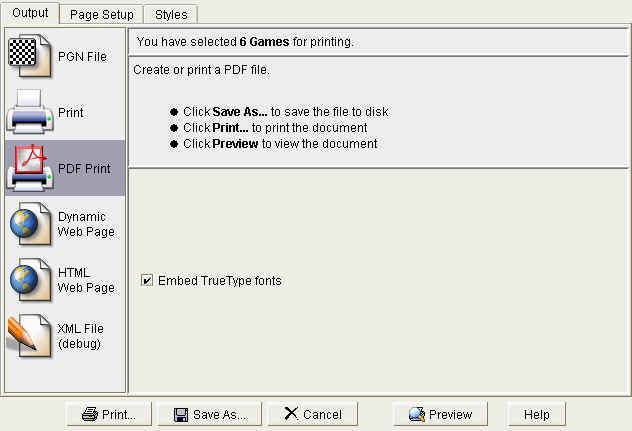 Output Page Setup Styles
PGN File
Print
PDF Print
Dynamic
Web Page
HTML
Web Page
XML File
(debug)
You have selected 6 Games for printing.
Create or print a PDF file.
Click Save As... to save the file to disk
Click Print... to print the document
Click Preview to view the document
Embed TrueType fonts
Print... Save As... Cancel Preview Help